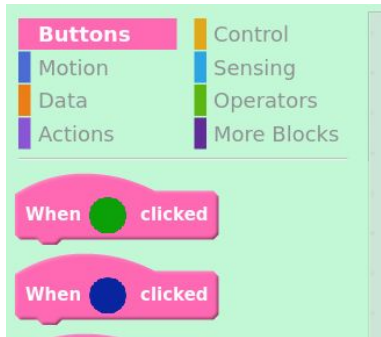 Buttons
Control
Motion
Sensing
Data
Operators
Actions
More Blocks
When clicked
When clicked